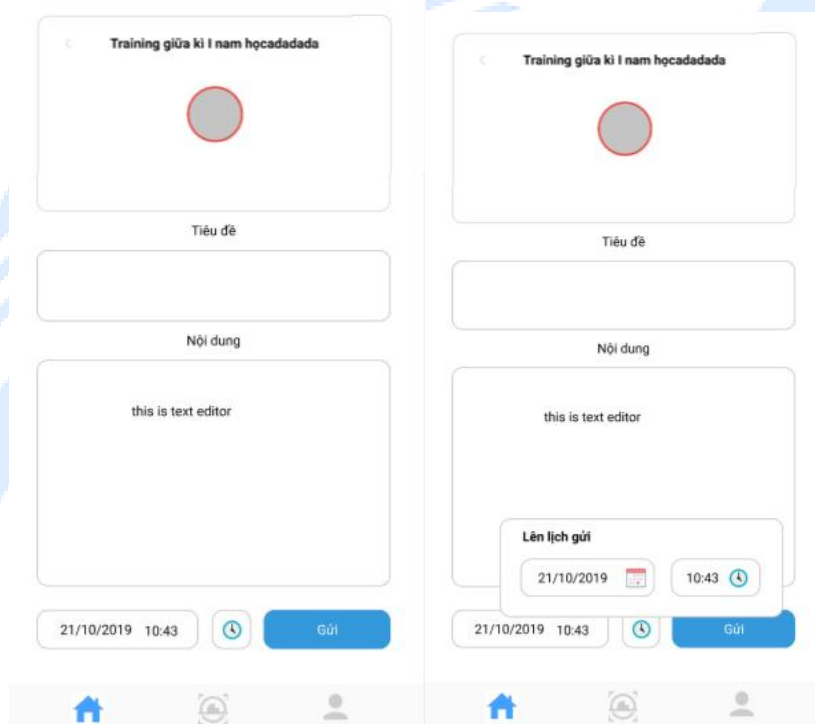 Training giữa kì I nam họcadadada
Tiêu đề
Nội dung
this is text editor
21/10/2019 10:43
Gửi
Training giữa kì I nam họcadadada
Tiêu đề
Nội dung
this is text editor
Lên lịch gửi
21/10/2019
10:43
21/10/2019 10:43
Gửi